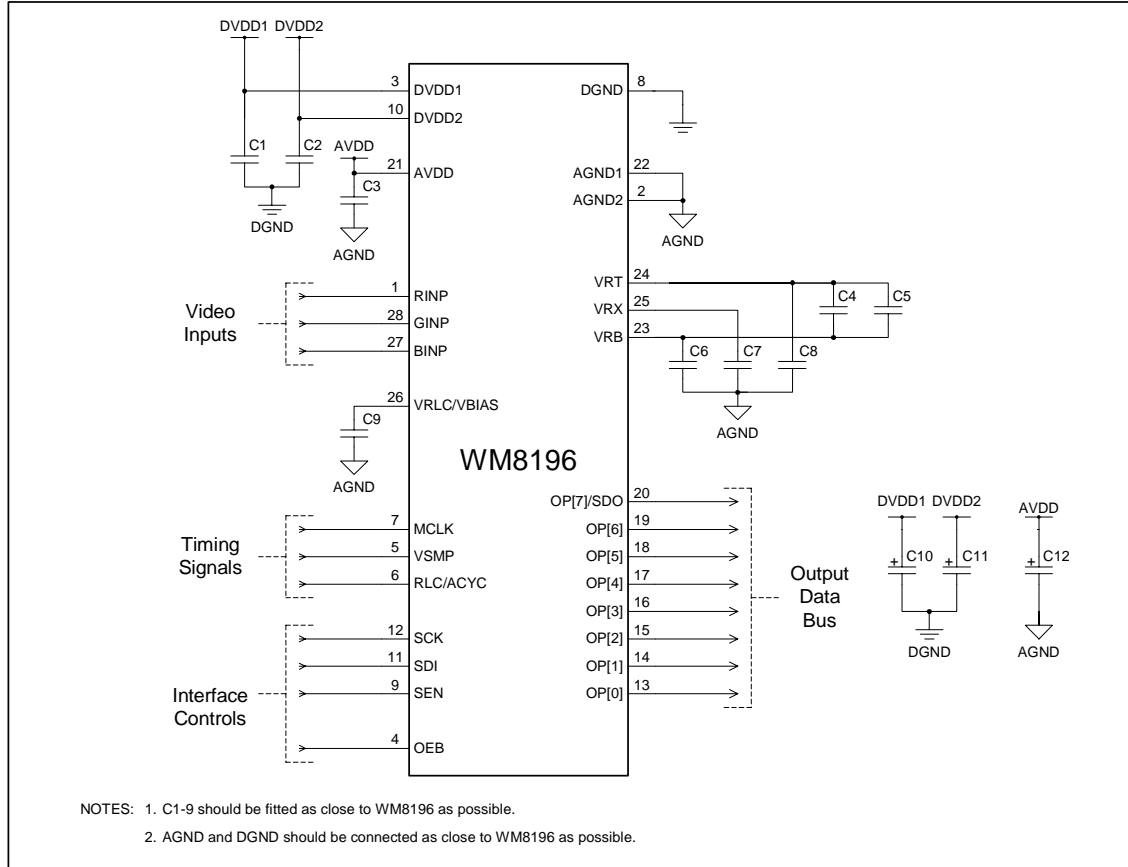 DVDD1 DVDD2
3 DVDD1
10 DVDD2
C1 C2
DGND
AVDD
21 AVDD
C3
AGND
8 DGND
22 AGND1
2 AGND2
AGND
Video
Inputs
1 RINP
28 GINP
27 BINP
24 VRT
25 VRX
23 VRB
C4 C5
C6 C7 C8
AGND
26 VRLC/VBIAS
C9
AGND
WM8196
Timing
Signals
7 MCLK
5 VSMP
6 RLC/ACYC
Interface
Controls
12 SCK
11 SDI
9 SEN
4 OEB
OP[7]/SDO 20
OP[6] 19
OP[5] 18
OP[4] 17
OP[3] 16
OP[2] 15
OP[1] 14
OP[0] 13
Output
Data
Bus
DVDD1 DVDD2
+ C10 + C11
DGND
AVDD
+ C12
AGND
NOTES: 1. C1-9 should be fitted as close to WM8196 as possible.
2. AGND and DGND should be connected as close to WM8196 as possible.